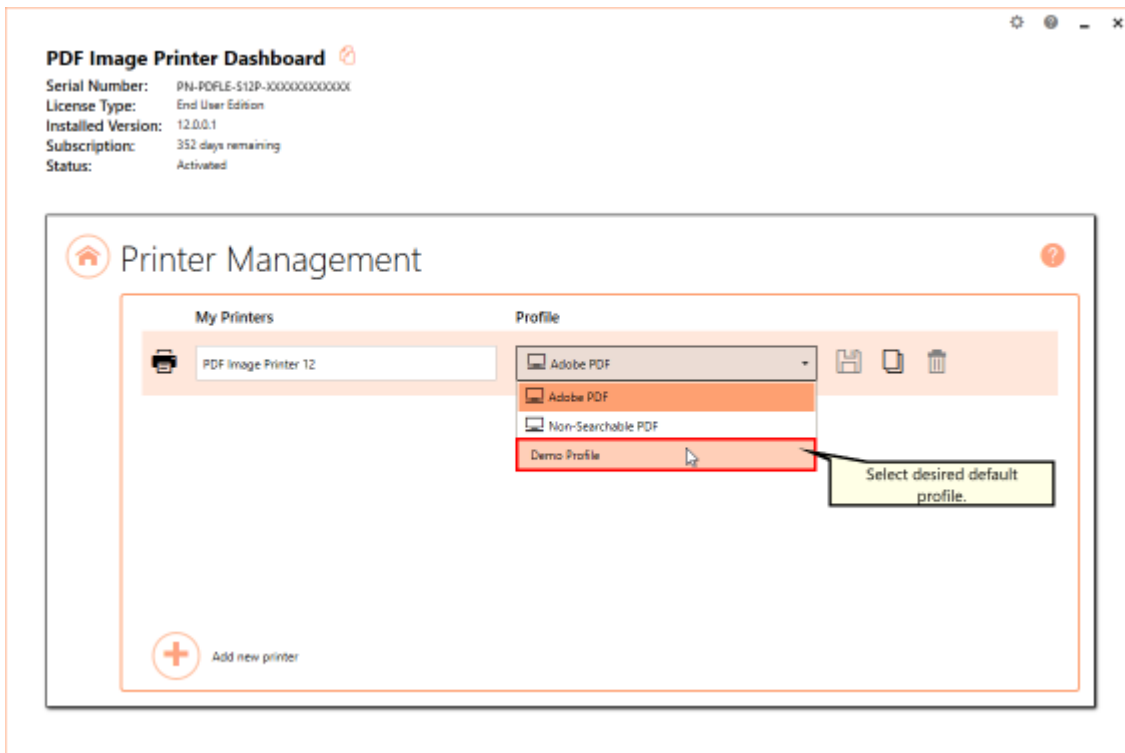 PDF Image Printer Dashboard
Serial Number: PN-PDFLE-S12P-XXXXXXXXXXXX
License Type: End User Edition
Installed Version: 12.0.0.1
Subscription: 352 days remaining
Status: Activated
Printer Management
My Printers Profile
PDF Image Printer 12 Adobe PDF
Adobe PDF
Non-Searchable PDF
Demo Profile
Select desired default
profile.
Add new printer